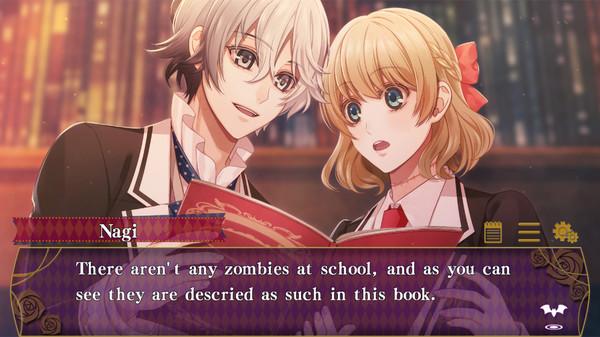 Nagi
There aren't any zombies at school, and as you can
see they are descried as such in this book.